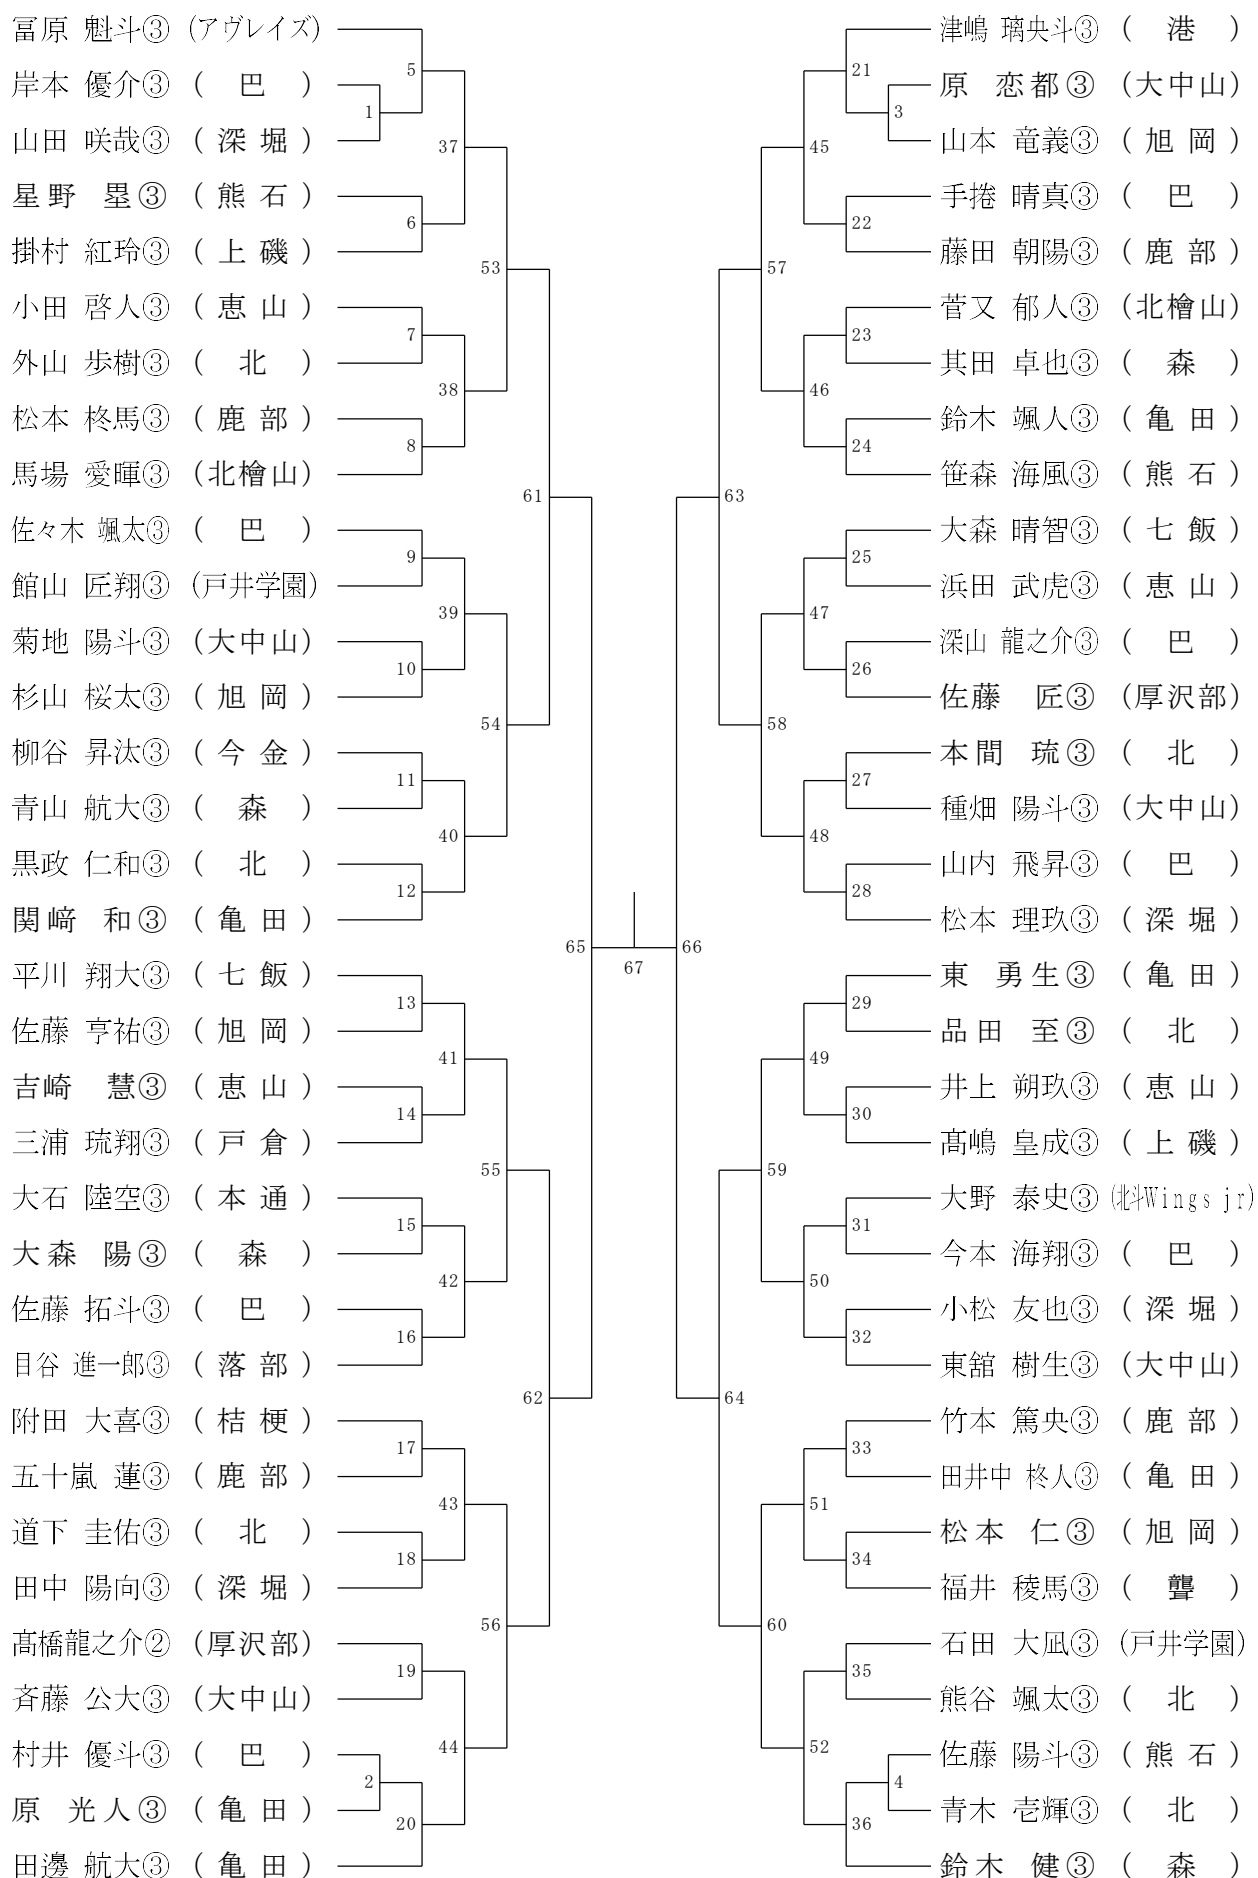 冨原 魁斗③ (アヴレイズ)
岸本 優介③ ( 巴 )
山田 咲哉③ ( 深 堀 )
星野 塁③ ( 熊 石 )
掛村 紅玲③ ( 上 磯 )
小田 啓人③ ( 恵 山 )
外山 歩樹③ ( 北 )
松本 柊馬③ ( 鹿 部 )
馬場 愛暉③ (北檜山)
佐々木 颯太③ ( 巴 )
館山 匠翔③ (戸井学園)
菊地 陽斗③ (大中山)
杉山 桜太③ ( 旭 岡 )
柳谷 昇汰③ ( 今 金 )
青山 航大③ ( 森 )
黒政 仁和③ ( 北 )
関﨑 和③ ( 亀 田 )
平川 翔大③ ( 七 飯 )
佐藤 亨祐③ ( 旭 岡 )
吉崎 慧③ ( 恵 山 )
三浦 琉翔③ ( 戸 倉 )
大石 陸空③ ( 本 通 )
大森 陽③ ( 森 )
佐藤 拓斗③ ( 巴 )
目谷 進一郎③ ( 落 部 )
附田 大喜③ ( 桔 梗 )
五十嵐 蓮③ ( 鹿 部 )
道下 圭佑③ ( 北 )
田中 陽向③ ( 深 堀 )
髙橋龍之介② (厚沢部)
斉藤 公大③ (大中山)
村井 優斗③ ( 巴 )
原 光人③ ( 亀 田 )
田邊 航大③ ( 亀 田 )
1
2
5
6
7
8
9
10
11
12
13
14
15
16
17
18
19
20
37
38
39
40
41
42
43
44
53
54
55
56
61
62
65
67
66
63
64
57
58
59
60
45
46
47
48
49
50
51
52
21
22
23
24
25
26
27
28
29
30
31
32
33
34
35
36
3
4
津嶋 璃央斗③ ( 港 )
原 恋都③ (大中山)
山本 竜義③ ( 旭 岡 )
手捲 晴真③ ( 巴 )
藤田 朝陽③ ( 鹿 部 )
菅又 郁人③ (北檜山)
其田 卓也③ ( 森 )
鈴木 颯人③ ( 亀 田 )
笹森 海風③ ( 熊 石 )
大森 晴智③ ( 七 飯 )
浜田 武虎③ ( 恵 山 )
深山 龍之介③ ( 巴 )
佐藤 匠③ (厚沢部)
本間 琉③ ( 北 )
種畑 陽斗③ (大中山)
山内 飛昇③ ( 巴 )
松本 理玖③ ( 深 堀 )
東 勇生③ ( 亀 田 )
品田 至③ ( 北 )
井上 朔玖③ ( 恵 山 )
髙嶋 皇成③ ( 上 磯 )
大野 泰史③ (北斗Wings jr)
今本 海翔③ ( 巴 )
小松 友也③ ( 深 堀 )
東舘 樹生③ (大中山)
竹本 篤央③ ( 鹿 部 )
田井中 柊人③ ( 亀 田 )
松本 仁③ ( 旭 岡 )
福井 稜馬③ ( 聾 )
石田 大凪③ (戸井学園)
熊谷 颯太③ ( 北 )
佐藤 陽斗③ ( 熊 石 )
青木 壱輝③ ( 北 )
鈴木 健③ ( 森 )